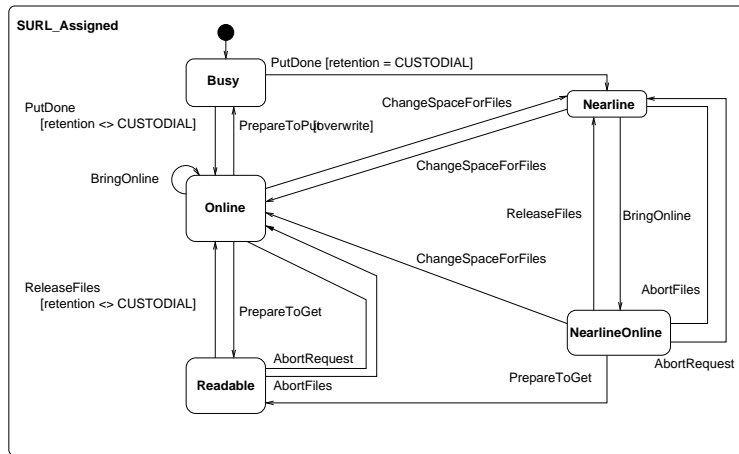 SURL_Assigned
Busy
PutDone [retention = CUSTODIAL]
Nearline
PutDone
[retention <> CUSTODIAL]
ChangeSpaceForFiles
PrepareToPut [overwrite]
BringOnline
ChangeSpaceForFiles
Online
ReleaseFiles
BringOnline
ChangeSpaceForFiles
ReleaseFiles
[retention <> CUSTODIAL]
AbortFiles
PrepareToGet
NearlineOnline
AbortRequest
AbortRequest
Readable
AbortFiles
PrepareToGet